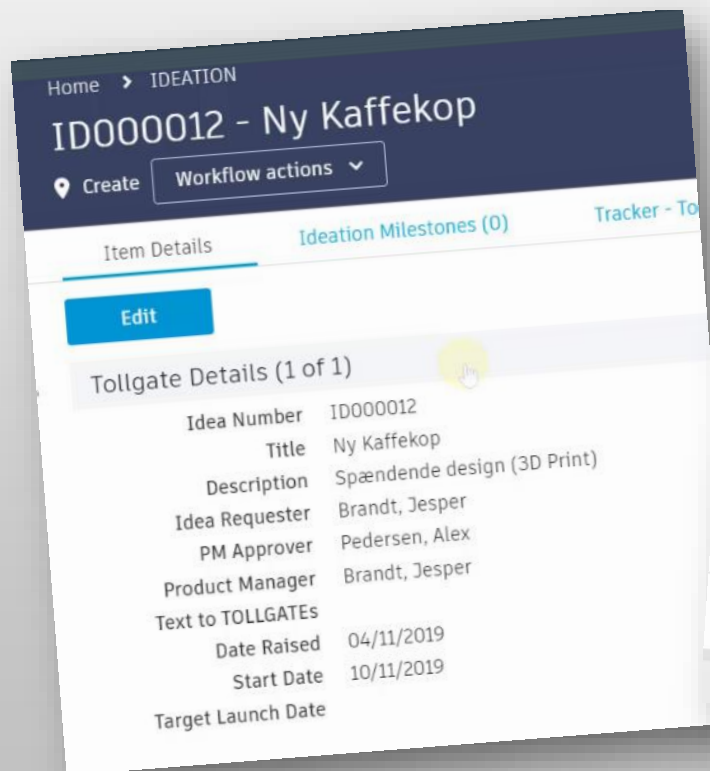 Home > IDEATION
ID000012 - Ny Kaffekop
Create Workflow actions
Item Details Ideation Milestones (0) Tracker - To
Edit
Tollgate Details (1 of 1)
Idea Number ID000012
Title Ny Kaffekop
Description Spændende design (3D Print)
Idea Requester Brandt, Jesper
PM Approver Pedersen, Alex
Product Manager Brandt, Jesper
Text to TOLLGATEs
Date Raised 04/11/2019
Start Date 10/11/2019
Target Launch Date